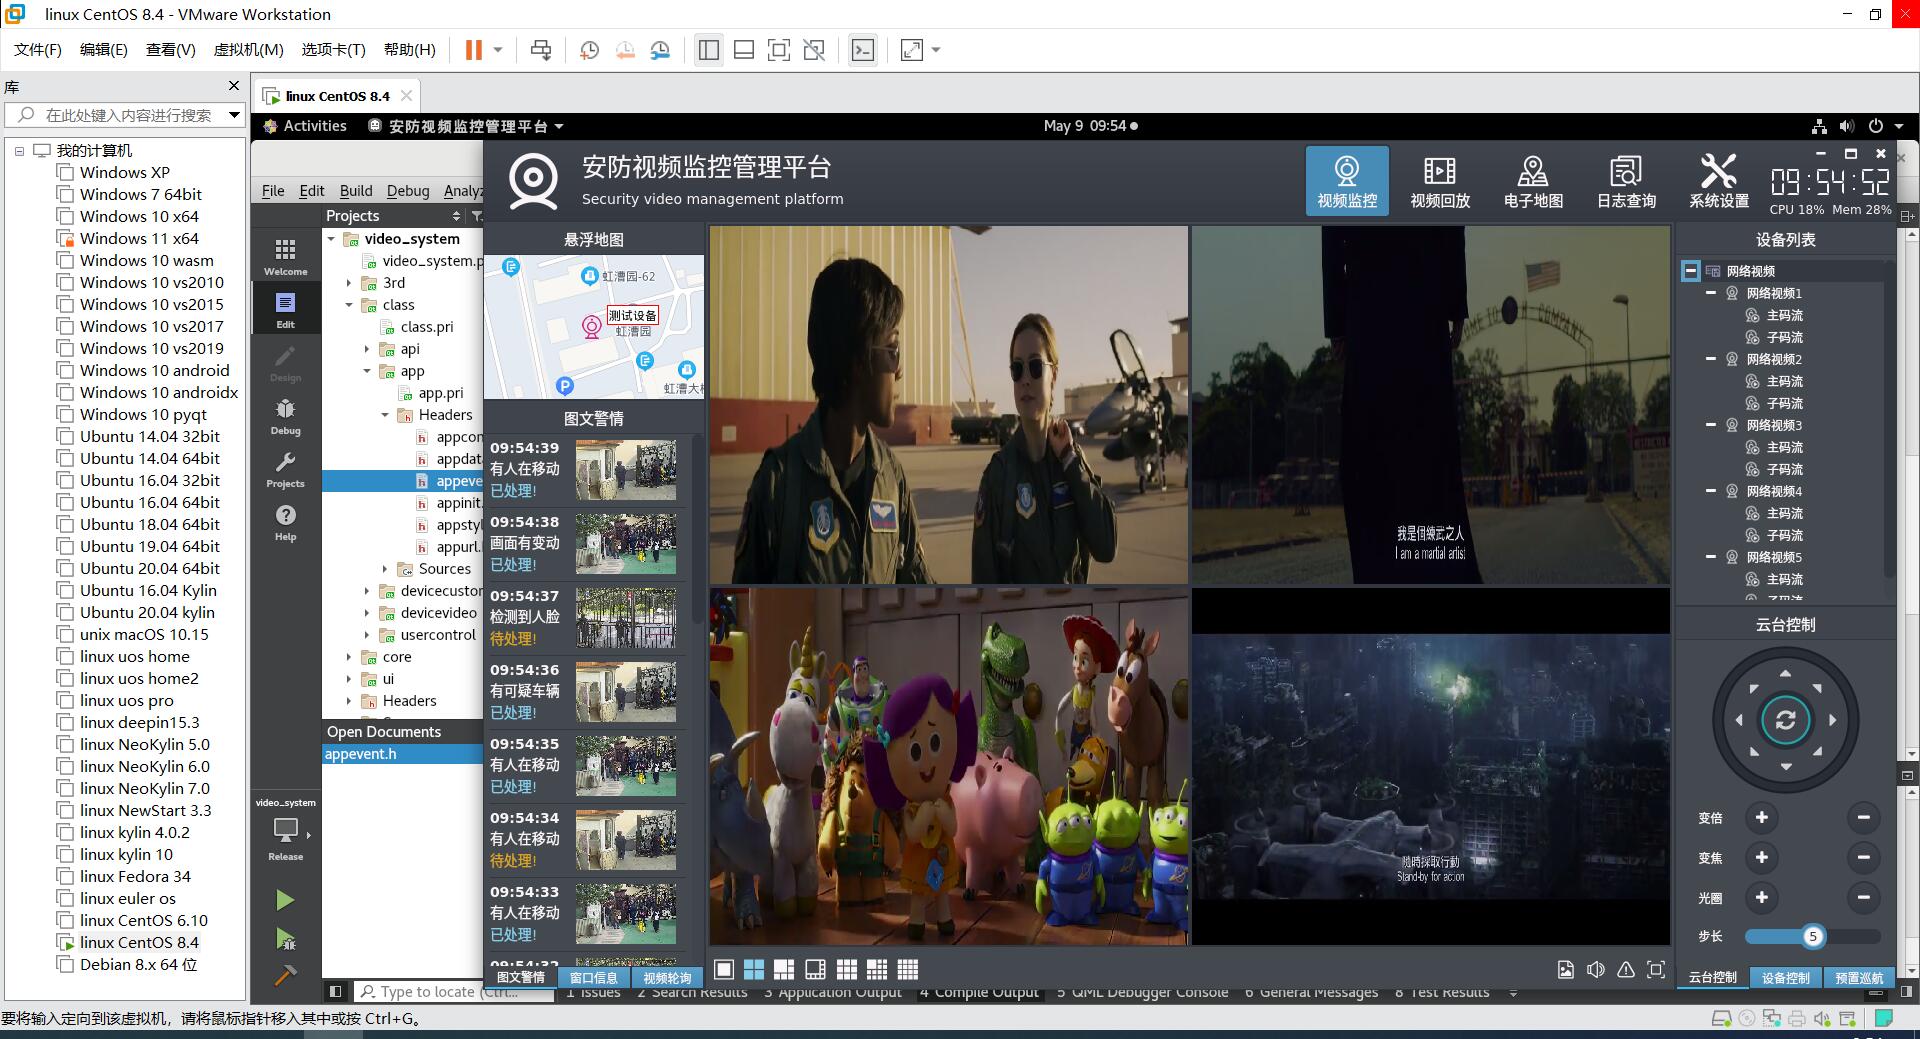 linux CentOS 8.4 - VMware Workstation
文件(F) 编辑(E) 查看(V) 虚拟机(M) 选项卡(T) 帮助(H)
库
在此处键入内容进行搜索
我的计算机
Windows XP
Windows 7 64bit
Windows 10 x64
Windows 11 x64
Windows 10 wasm
Windows 10 vs2010
Windows 10 vs2015
Windows 10 vs2017
Windows 10 vs2019
Windows 10 android
Windows 10 androidx
Windows 10 pyqt
Ubuntu 14.04 32bit
Ubuntu 14.04 64bit
Ubuntu 16.04 32bit
Ubuntu 16.04 64bit
Ubuntu 18.04 64bit
Ubuntu 19.04 64bit
Ubuntu 20.04 64bit
Ubuntu 16.04 Kylin
Ubuntu 20.04 kylin
unix macOS 10.15
linux uos home
linux uos home2
linux uos pro
linux deepin15.3
linux NeoKylin 5.0
linux NeoKylin 6.0
linux NeoKylin 7.0
linux NewStart 3.3
linux kylin 4.0.2
linux kylin 10
linux Fedora 34
linux euler os
linux CentOS 6.10
linux CentOS 8.4
Debian 8.x 64 位
linux CentOS 8.4
Activities 安防视频监控管理平台 May 9 09:54
File Edit Build Debug Analyz
Welcome
Edit
Design
Debug
Projects
Help
video_system
Release
Projects
video_system
video_system.p
3rd
class
class.pri
api
app
app.pri
Headers
appcon
appdat
appeve
appinit.
appstyl
appurl.
Sources
devicecustor
devicevideo
usercontrol
core
ui
Headers
Open Documents
appevent.h
安防视频监控管理平台
Security video management platform
视频监控 视频回放 电子地图 日志查询 系统设置
09:54:52
CPU 18% Mem 28%
悬浮地图
虹漕园-62
测试设备
虹漕园
P
虹漕大
图文警情
09:54:39
有人在移动
已处理!
09:54:38
画面有变动
已处理!
09:54:37
检测到人脸
待处理!
09:54:36
有可疑车辆
已处理!
09:54:35
有人在移动
已处理!
09:54:34
有人在移动
待处理!
09:54:33
有人在移动
已处理!
09:54:32
图文警情 窗口信息 视频轮询
我是個練武之人
I am a martial artist
隨時採取行動
Stand-by for action
设备列表
网络视频
网络视频1
主码流
子码流
网络视频2
主码流
子码流
网络视频3
主码流
子码流
网络视频4
主码流
子码流
网络视频5
主码流
子码流
云台控制
变倍
变焦
光圈
步长 5
云台控制 设备控制 预置巡航
Type to locate (Ctrl... 1 Issues 2 Search Results 3 Application Output 4 Compile Output 5 QML Debugger Console 6 General Messages 8 Test Results
要将输入定向到该虚拟机，请将鼠标指针移入其中或按 Ctrl+G。